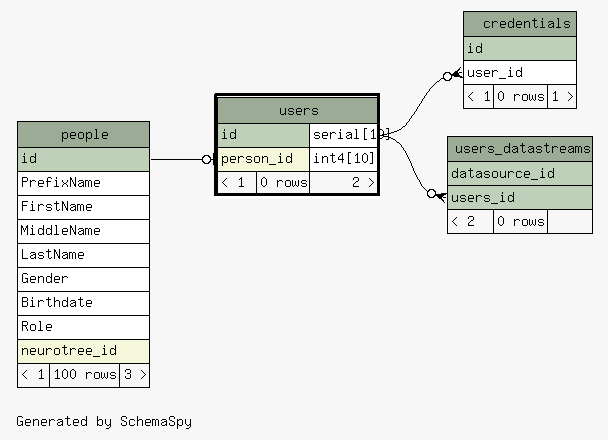 people
id
PrefixName
FirstName
MiddleName
LastName
Gender
Birthdate
Role
neurotree_id
< 1 100 rows 3 >
users
id serial[10]
person_id int4[10]
< 1 0 rows 2 >
credentials
id
user_id
< 1 0 rows 1 >
users_datastreams
datasource_id
users_id
< 2 0 rows
Generated by SchemaSpy